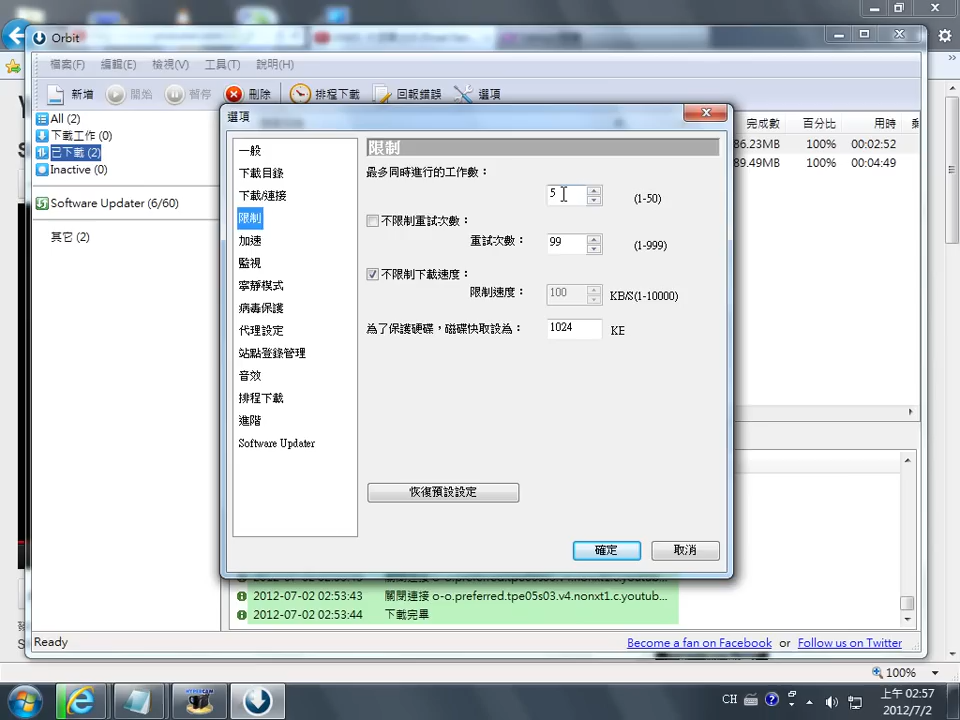 Orbit
檔案(F) 編輯(E) 檢視(V) 工具(T) 說明(H)
新增 開始 暫停 刪除 排程下載 回報錯誤 選項
All (2)
下載工作 (0)
已下載 (2)
Inactive (0)
Software Updater (6/60)
其它 (2)
完成數 百分比 用時
86.23MB 100% 00:02:52
89.49MB 100% 00:04:49
選項
一般
下載目錄
下載/連接
限制
加速
監視
寧靜模式
病毒保護
代理設定
站點登錄管理
音效
排程下載
進階
Software Updater
限制
最多同時進行的工作數：
5 (1-50)
不限制重試次數：
重試次數： 99 (1-999)
不限制下載速度：
限制速度： 100 KB/S(1-10000)
為了保護硬碟，磁碟快取設為： 1024 KE
恢復預設設定
確定 取消
2012-07-02 02:53:43 關閉連接 o-o.preferred.tpe05s03.v4.nonxt1.c.youtub...
2012-07-02 02:53:44 下載完畢
Ready
Become a fan on Facebook or Follow us on Twitter
100%
CH
上午 02:57
2012/7/2